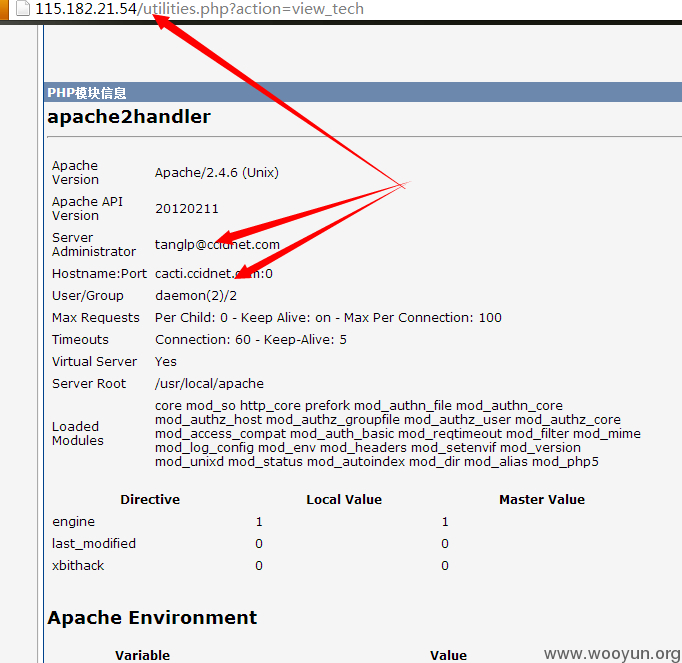 115.182.21.54/utilities.php?action=view_tech
PHP模块信息
apache2handler
Apache
Version
Apache/2.4.6 (Unix)
Apache API
Version
20120211
Server
Administrator
tanglp@ccidnet.com
Hostname:Port cacti.ccidnet.com:0
User/Group daemon(2)/2
Max Requests Per Child: 0 - Keep Alive: on - Max Per Connection: 100
Timeouts Connection: 60 - Keep-Alive: 5
Virtual Server Yes
Server Root /usr/local/apache
Loaded
Modules
core mod_so http_core prefork mod_authn_file mod_authn_core
mod_authz_host mod_authz_groupfile mod_authz_user mod_authz_core
mod_access_compat mod_auth_basic mod_reqtimeout mod_filter mod_mime
mod_log_config mod_env mod_headers mod_setenvif mod_version
mod_unixd mod_status mod_autoindex mod_dir mod_alias mod_php5
Directive Local Value Master Value
engine 1 1
last_modified 0 0
xbithack 0 0
Apache Environment
Variable Value
www.wooyun.org